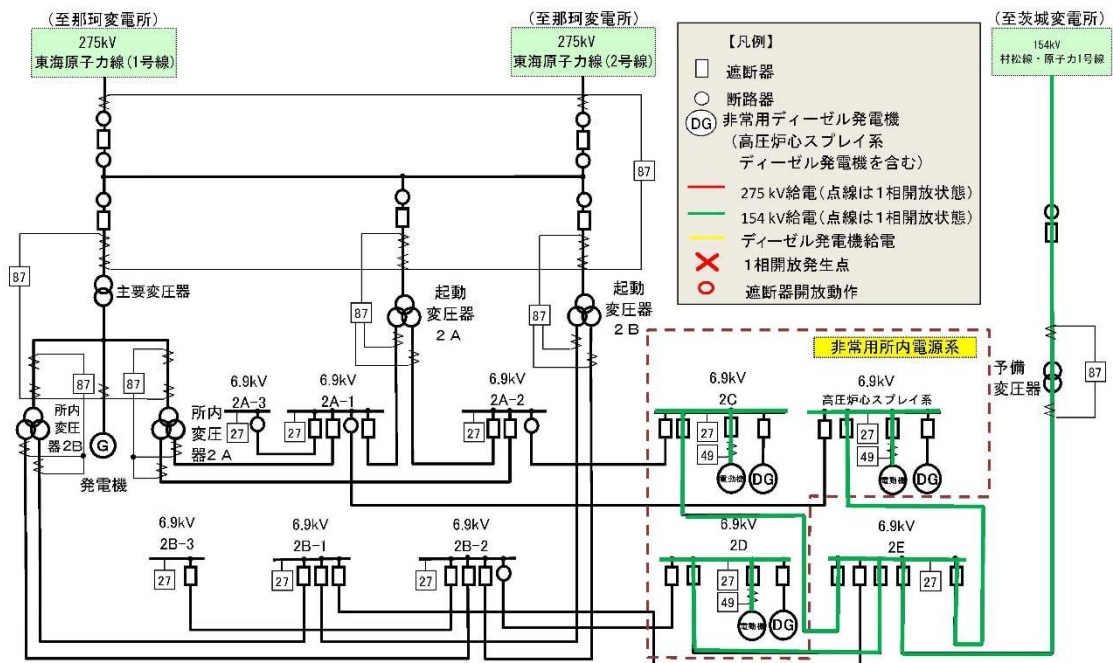 (至那珂変電所)
275kV
東海原子力線(1号線)
(至那珂変電所)
275kV
東海原子力線(2号線)
(至茨城変電所)
154kV
村松線・原子力1号線
【凡例】
遮断器
断路器
DG
非常用ディーゼル発電機
(高圧炉心スプレイ系
ディーゼル発電機を含む)
275 kV給電(点線は1相開放状態)
154 kV給電(点線は1相開放状態)
ディーゼル発電機給電
1相開放発生点
遮断器開放動作
87
87
主要変圧器
87
起動
変圧器
2A
87
起動
変圧器
2B
非常用所内電源系
予備
変圧器
87
87
87
所内
変圧
器2B
G
発電機
所内
変圧
器2A
6.9kV
2A-3
27
6.9kV
2A-1
27
6.9kV
2A-2
27
6.9kV
2C
27
49
電動機
DG
6.9kV
高圧炉心スプレイ系
27
49
電動機
DG
6.9kV
2B-3
27
6.9kV
2B-1
27
6.9kV
2B-2
27
6.9kV
2D
27
49
電動機
DG
6.9kV
2E
27